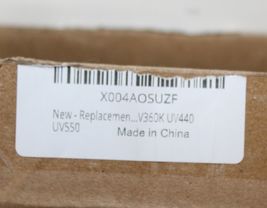 X004AOSUZF
New - Replacemen...V360K UV440
UV550
Made in China